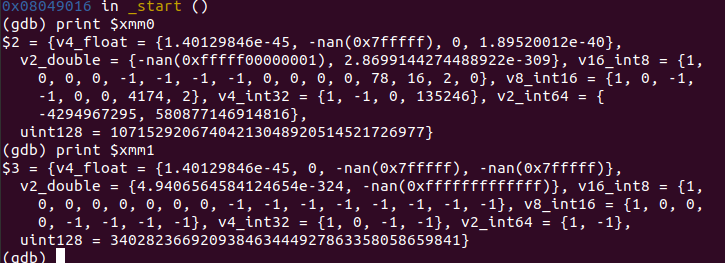 0x08049016 in _start ()
(gdb) print $xmm0
$2 = {v4_float = {1.40129846e-45, -nan(0x7fffff), 0, 1.89520012e-40},
v2_double = {-nan(0xfffff00000001), 2.8699144274488922e-309}, v16_int8 = {1,
0, 0, 0, -1, -1, -1, -1, 0, 0, 0, 0, 78, 16, 2, 0}, v8_int16 = {1, 0, -1,
-1, 0, 0, 4174, 2}, v4_int32 = {1, -1, 0, 135246}, v2_int64 = {
-4294967295, 580877146914816},
uint128 = 10715292067404213048920514521726977}
(gdb) print $xmm1
$3 = {v4_float = {1.40129846e-45, 0, -nan(0x7fffff), -nan(0x7fffff)},
v2_double = {4.9406564584124654e-324, -nan(0xfffffffffffff)}, v16_int8 = {1,
0, 0, 0, 0, 0, 0, 0, -1, -1, -1, -1, -1, -1, -1, -1}, v8_int16 = {1, 0, 0,
0, -1, -1, -1, -1}, v4_int32 = {1, 0, -1, -1}, v2_int64 = {1, -1},
uint128 = 340282366920938463444927863358058659841}
(gdb)